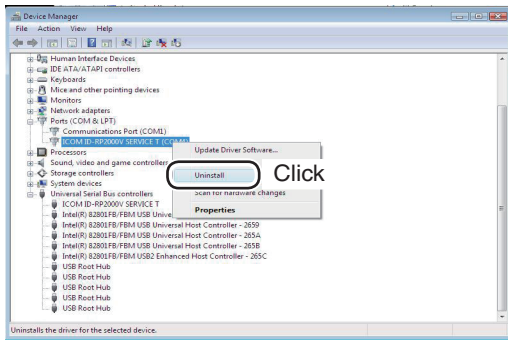 Device Manager
File Action View Help
Human Interface Devices
IDE ATA/ATAPI controllers
Keyboards
Mice and other pointing devices
Monitors
Network adapters
Ports (COM & LPT)
Communications Port (COM1)
ICOM ID-RP2000V SERVICE T
Processors
Sound, video and game controllers
Storage controllers
System devices
Universal Serial Bus controllers
ICOM ID-RP2000V SERVICE T
Intel(R) 82801FB/FBM USB Unive
Intel(R) 82801FB/FBM USB Universal Host Controller - 2659
Intel(R) 82801FB/FBM USB Universal Host Controller - 265A
Intel(R) 82801FB/FBM USB Universal Host Controller - 265B
Intel(R) 82801FB/FBM USB2 Enhanced Host Controller - 265C
USB Root Hub
USB Root Hub
USB Root Hub
USB Root Hub
USB Root Hub
Update Driver Software...
Uninstall
Click
Scan for hardware changes
Properties
Uninstalls the driver for the selected device.